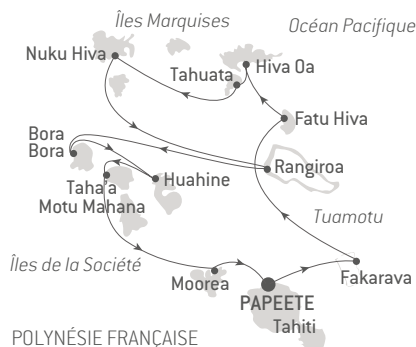 Îles Marquises
Océan Pacifique
Nuku Hiva
Hiva Oa
Tahuata
Fatu Hiva
Bora
Bora
Rangiroa
Taha'a
Motu Mahana
Huahine
Tuamotu
Îles de la Société
Moorea
Fakarava
PAPEETE
Tahiti
POLYNÉSIE FRANÇAISE